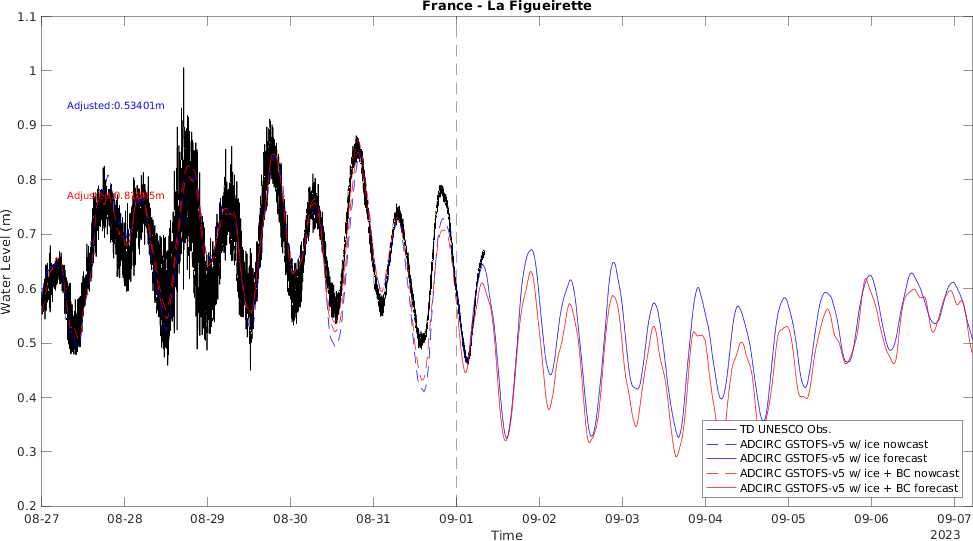 France - La Figueirette
1.1
1
0.9
0.8
0.7
0.6
0.5
0.4
0.3
0.2
Water Level (m)
Adjusted:0.53401m
08-27
08-28
08-29
08-30
08-31
09-01
09-02
09-03
09-04
09-05
09-06
09-07
2023
Time
TD UNESCO Obs.
ADCIRC GSTOFS-v5 w/ ice nowcast
ADCIRC GSTOFS-v5 w/ ice forecast
ADCIRC GSTOFS-v5 w/ ice + BC nowcast
ADCIRC GSTOFS-v5 w/ ice + BC forecast